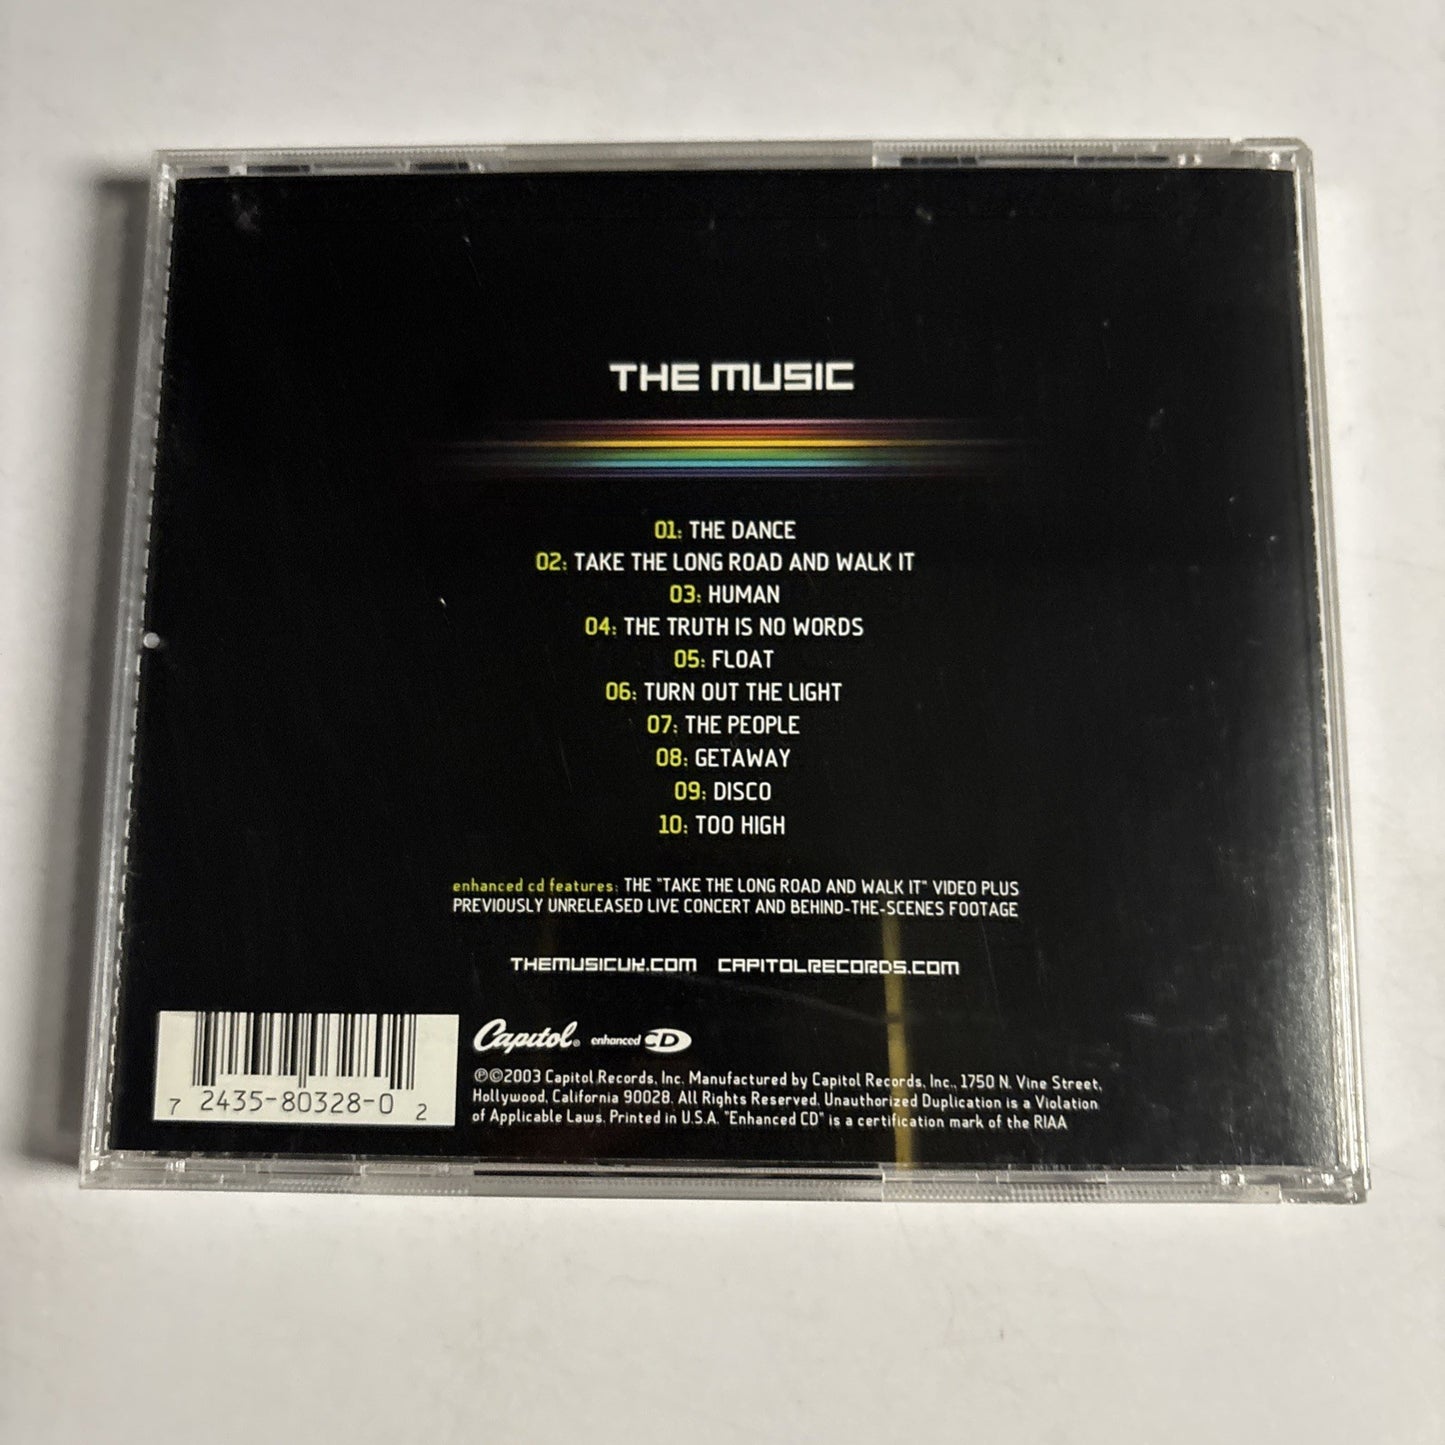 THE MUSIC
01: THE DANCE
02: TAKE THE LONG ROAD AND WALK IT
03: HUMAN
04: THE TRUTH IS NO WORDS
05: FLOAT
06: TURN OUT THE LIGHT
07: THE PEOPLE
08: GETAWAY
09: DISCO
10: TOO HIGH
enhanced cd features: THE "TAKE THE LONG ROAD AND WALK IT" VIDEO PLUS
PREVIOUSLY UNRELEASED LIVE CONCERT AND BEHIND-THE-SCENES FOOTAGE
THEMUSICUK.COM CAPITOLRECORDS.COM
Capitol® enhanced CD
7 2435-80328-0 2
℗©2003 Capitol Records, Inc. Manufactured by Capitol Records, Inc., 1750 N. Vine Street,
Hollywood, California 90028. All Rights Reserved. Unauthorized Duplication is a Violation
of Applicable Laws. Printed in U.S.A. "Enhanced CD" is a certification mark of the RIAA